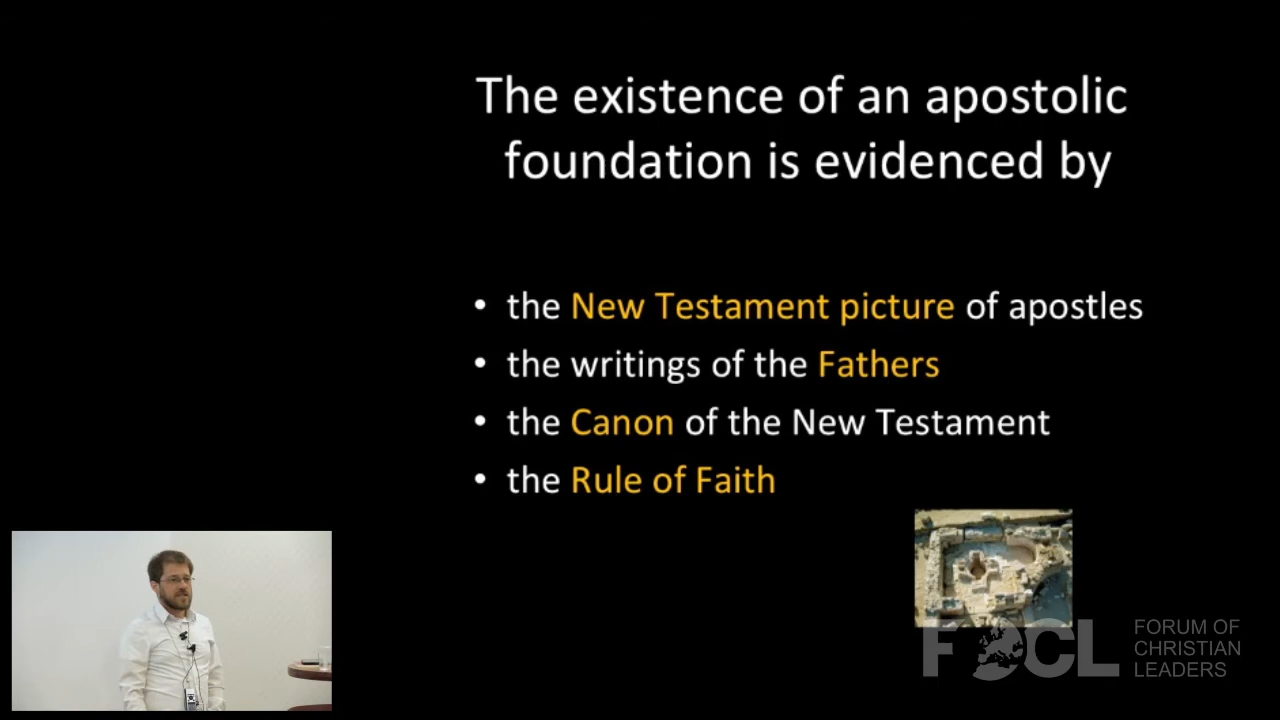 The existence of an apostolic
foundation is evidenced by
• the New Testament picture of apostles
• the writings of the Fathers
• the Canon of the New Testament
• the Rule of Faith
FOCL
FORUM OF
CHRISTIAN
LEADERS